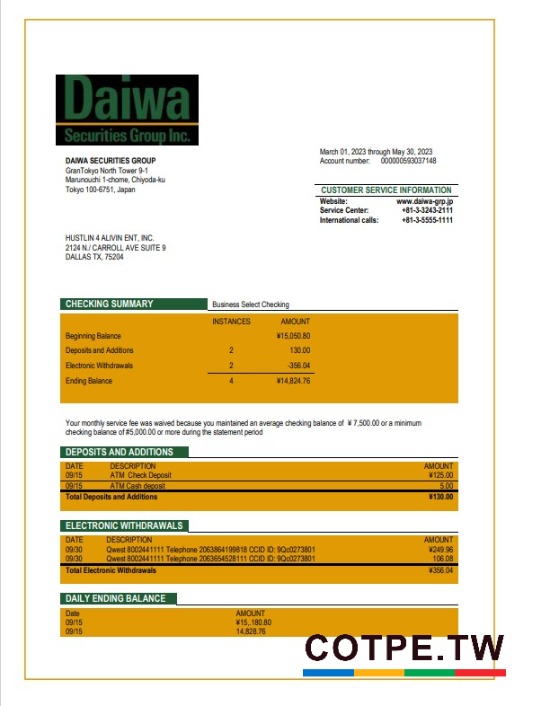 Daiwa
Securities Group Inc.
March 01, 2023 through May 30, 2023
Account number: 000000593037148
DAIWA SECURITIES GROUP
GranTokyo North Tower 9-1
Marunouchi 1-chome, Chiyoda-ku
Tokyo 100-6751, Japan
CUSTOMER SERVICE INFORMATION
Website: www.daiwa-grp.jp
Service Center: +81-3-3243-2111
International calls: +81-3-5555-1111
HUSTLIN 4 ALIVIN ENT, INC.
2124 N./ CARROLL AVE SUITE 9
DALLAS TX, 75204
CHECKING SUMMARY Business Select Checking
INSTANCES AMOUNT
Beginning Balance ¥15,050.80
Deposits and Additions 2 130.00
Electronic Withdrawals 2 -356.04
Ending Balance 4 ¥14,824.76
Your monthly service fee was waived because you maintained an average checking balance of ¥ 7,500.00 or a minimum
checking balance of #5,000.00 or more during the statement period
DEPOSITS AND ADDITIONS
DATE DESCRIPTION AMOUNT
09/15 ATM Check Deposit ¥125.00
09/15 ATM Cash deposit 5.00
Total Deposits and Additions ¥130.00
ELECTRONIC WITHDRAWALS
DATE DESCRIPTION AMOUNT
09/30 Qwest 8002441111 Telephone 2063864199818 CCID ID: 9Qc0273801 ¥249.96
09/30 Qwest 8002441111 Telephone 2063654528111 CCID ID: 9Qc0273801 106.08
Total Electronic Withdrawals ¥356.04
DAILY ENDING BALANCE
Date AMOUNT
09/15 ¥15,.180.80
09/15 14,828.76
COTPE.TW